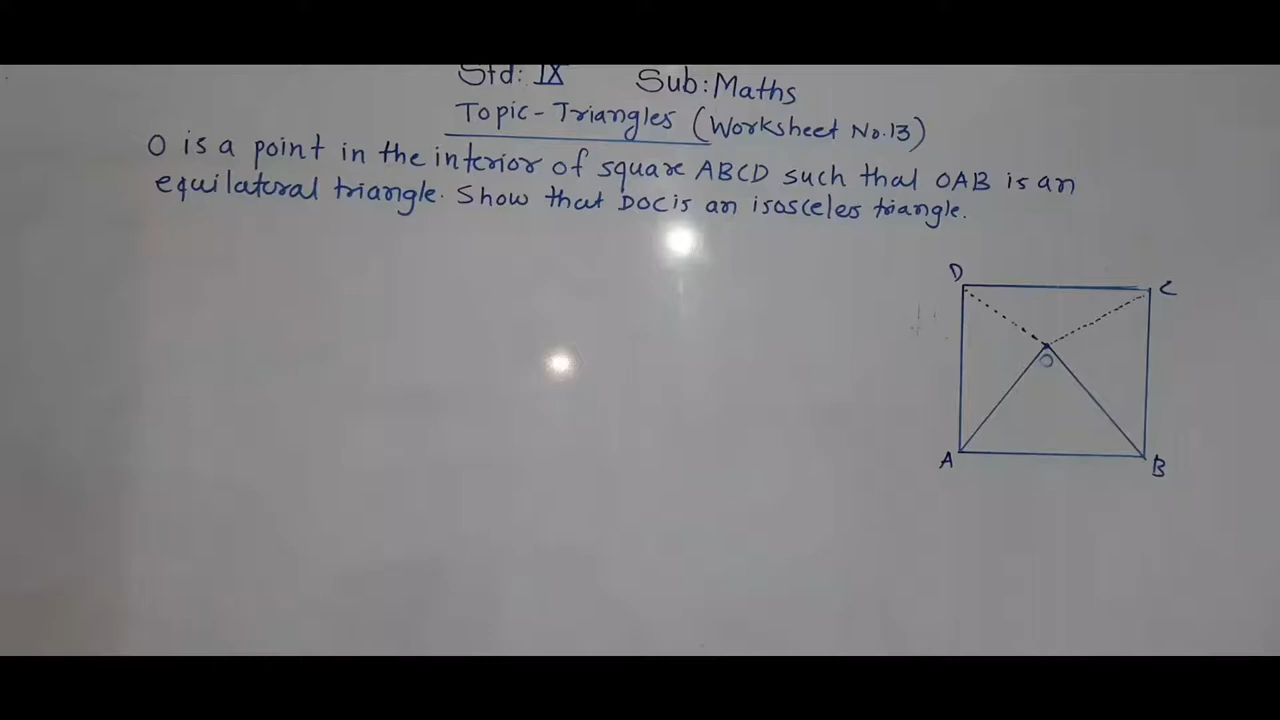 Std: IX Sub: Maths
Topic - Triangles (Worksheet No.13)
O is a point in the interior of square ABCD such that OAB is an
equilateral triangle. Show that DOC is an isosceles triangle.
D
C
O
A
B